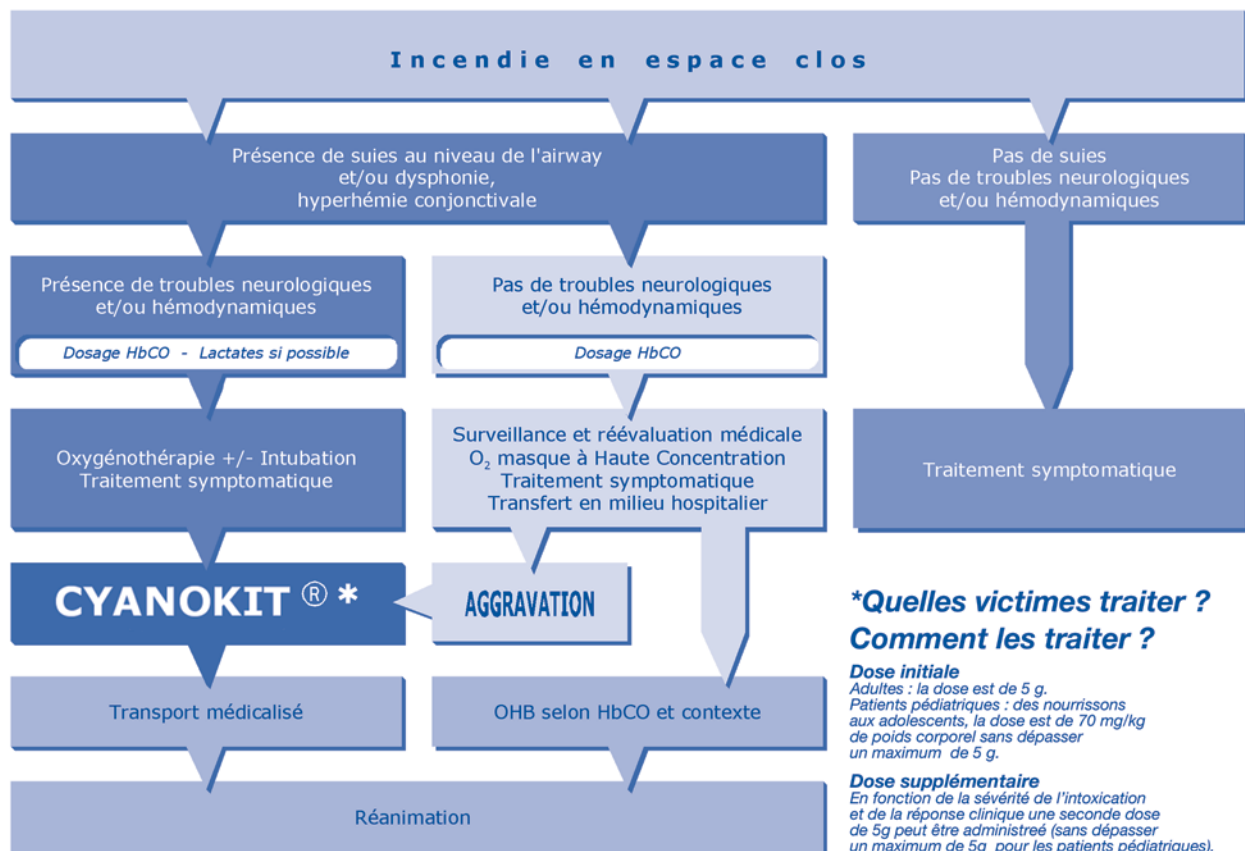 Incendie en espace clos
Présence de suies au niveau de l'airway
et/ou dysphonie,
hyperhémie conjonctivale
Pas de suies
Pas de troubles neurologiques
et/ou hémodynamiques
Présence de troubles neurologiques
et/ou hémodynamiques
Dosage HbCO - Lactates si possible
Pas de troubles neurologiques
et/ou hémodynamiques
Dosage HbCO
Oxygénothérapie +/- Intubation
Traitement symptomatique
Surveillance et réévaluation médicale
O₂ masque à Haute Concentration
Traitement symptomatique
Transfert en milieu hospitalier
Traitement symptomatique
CYANOKIT ® *
AGGRAVATION
Transport médicalisé
OHB selon HbCO et contexte
Réanimation
*Quelles victimes traiter ?
Comment les traiter ?
Dose initiale
Adultes : la dose est de 5 g.
Patients pédiatriques : des nourrissons
aux adolescents, la dose est de 70 mg/kg
de poids corporel sans dépasser
un maximum de 5 g.
Dose supplémentaire
En fonction de la sévérité de l'intoxication
et de la réponse clinique une seconde dose
de 5g peut être administreé (sans dépasser
un maximum de 5g pour les patients pédiatriques).